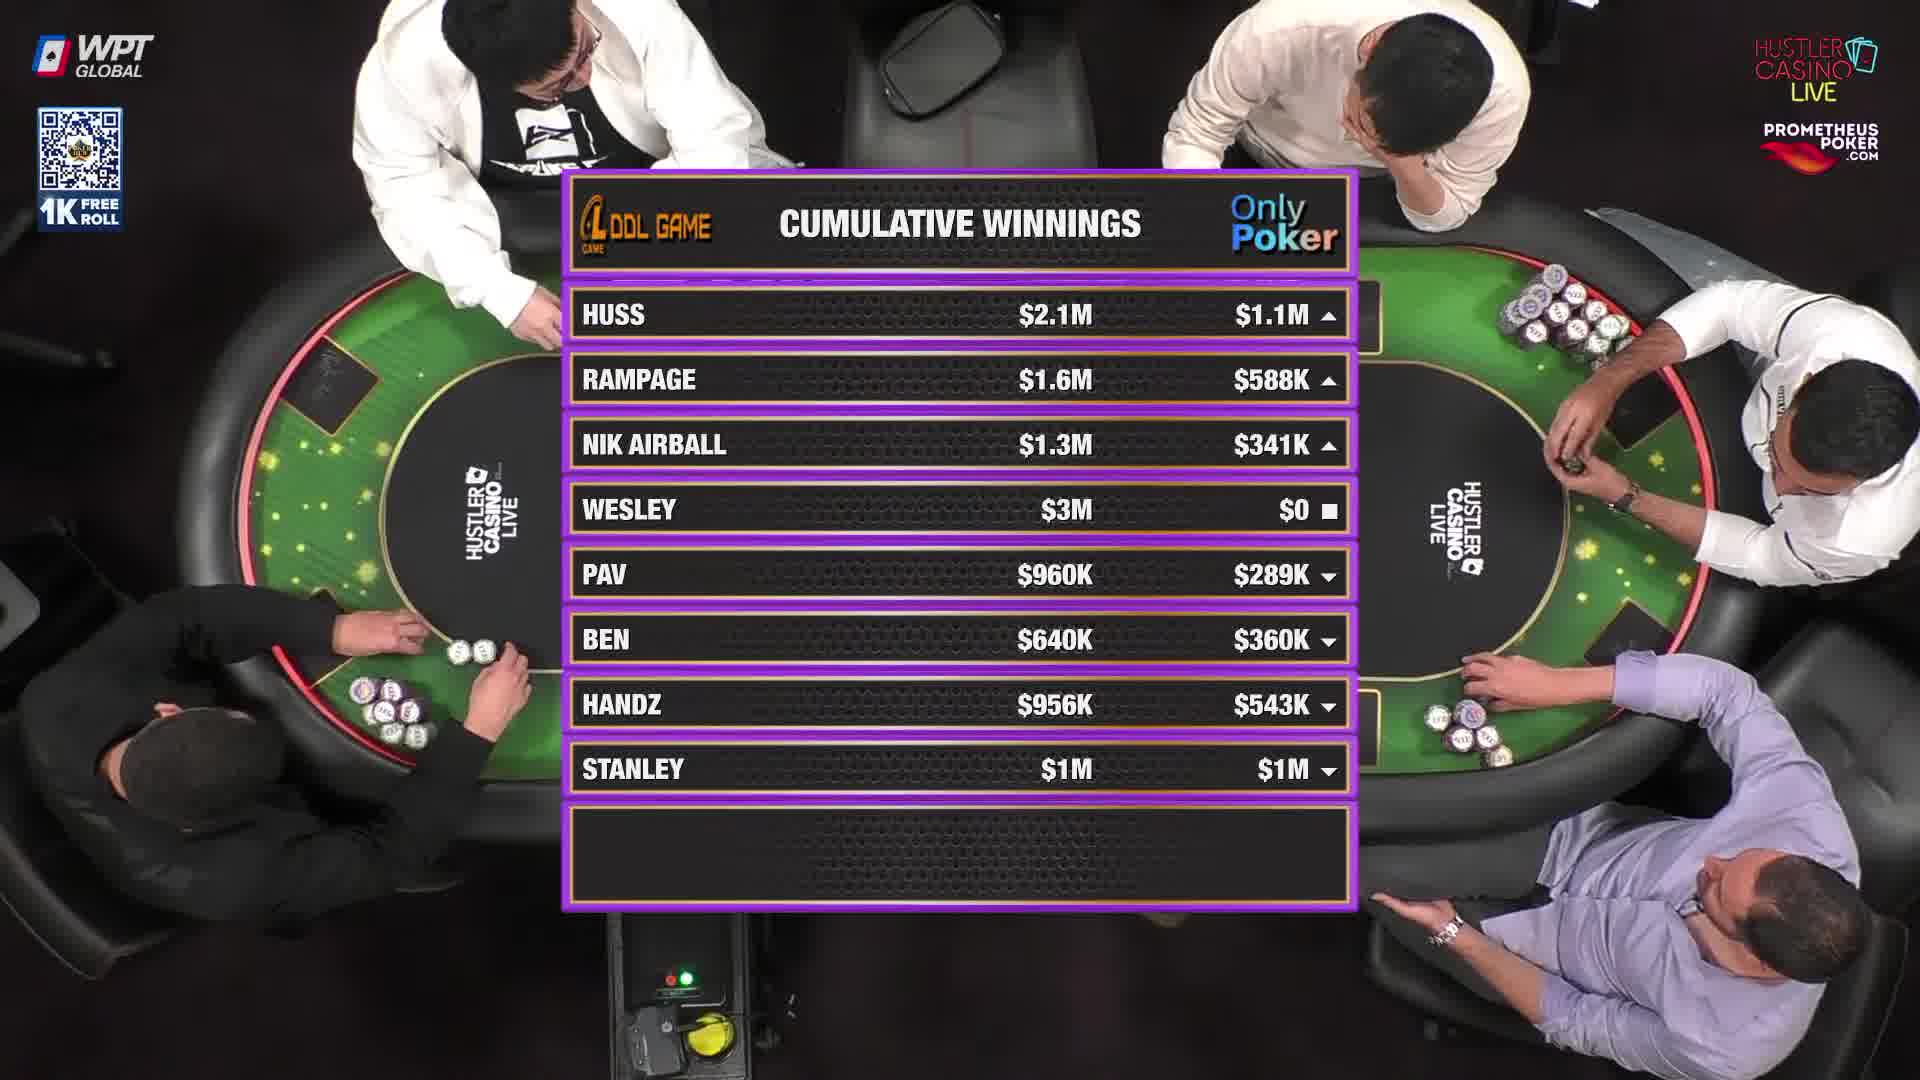 WPT
GLOBAL
1K FREE
ROLL
HUSTLER
CASINO
LIVE
PROMETHEUS
POKER
.COM
DDL GAME
GAME
CUMULATIVE WINNINGS
Only
Poker
HUSS $2.1M $1.1M
RAMPAGE $1.6M $588K
NIK AIRBALL $1.3M $341K
WESLEY $3M $0
PAV $960K $289K
BEN $640K $360K
HANDZ $956K $543K
STANLEY $1M $1M
HUSTLER
CASINO
LIVE
HUSTLER
CASINO
LIVE